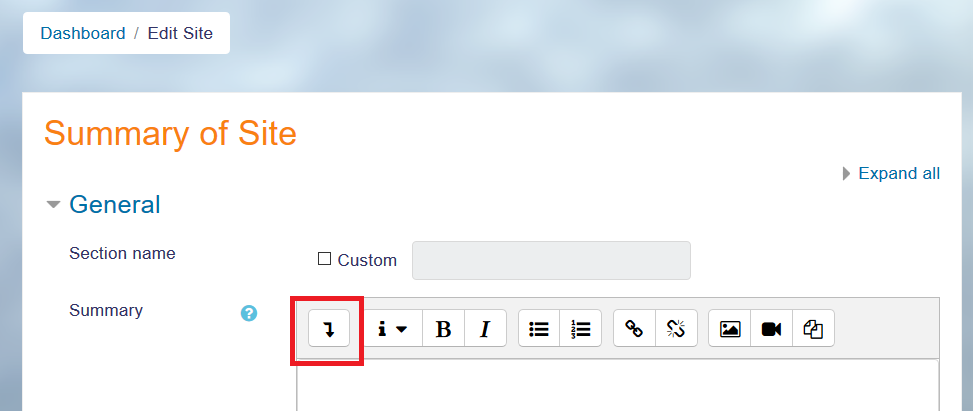 Dashboard / Edit Site
Summary of Site
Expand all
General
Section name
Custom
Summary
?
i B I